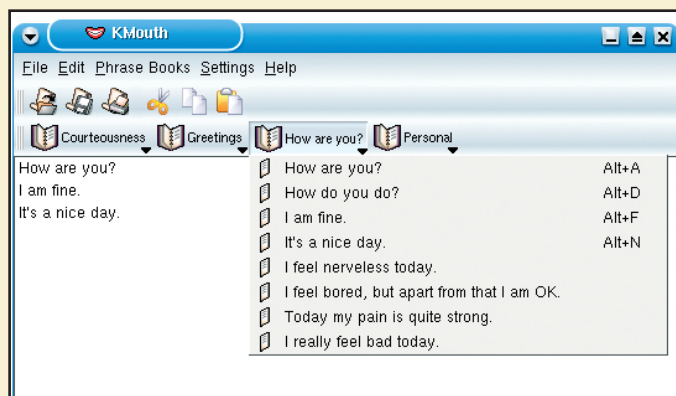 KMouth
File Edit Phrase Books Settings Help
Courteousness Greetings How are you? Personal
How are you?
I am fine.
It's a nice day.
How are you? Alt+A
How do you do? Alt+D
I am fine. Alt+F
It's a nice day. Alt+N
I feel nerveless today.
I feel bored, but apart from that I am OK.
Today my pain is quite strong.
I really feel bad today.